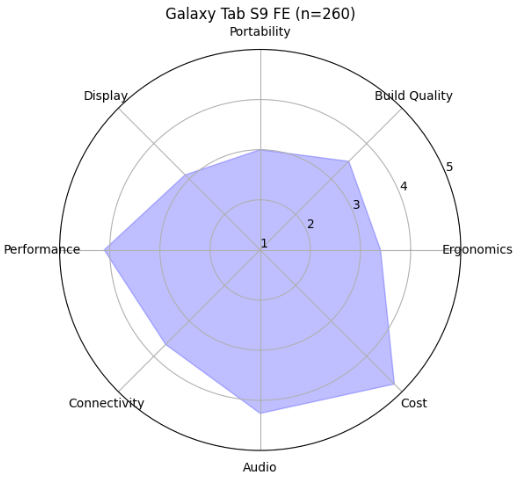 Galaxy Tab S9 FE (n=260)
Portability
Display
Build Quality
5
4
3
2
1
Performance
Ergonomics
Connectivity
Cost
Audio